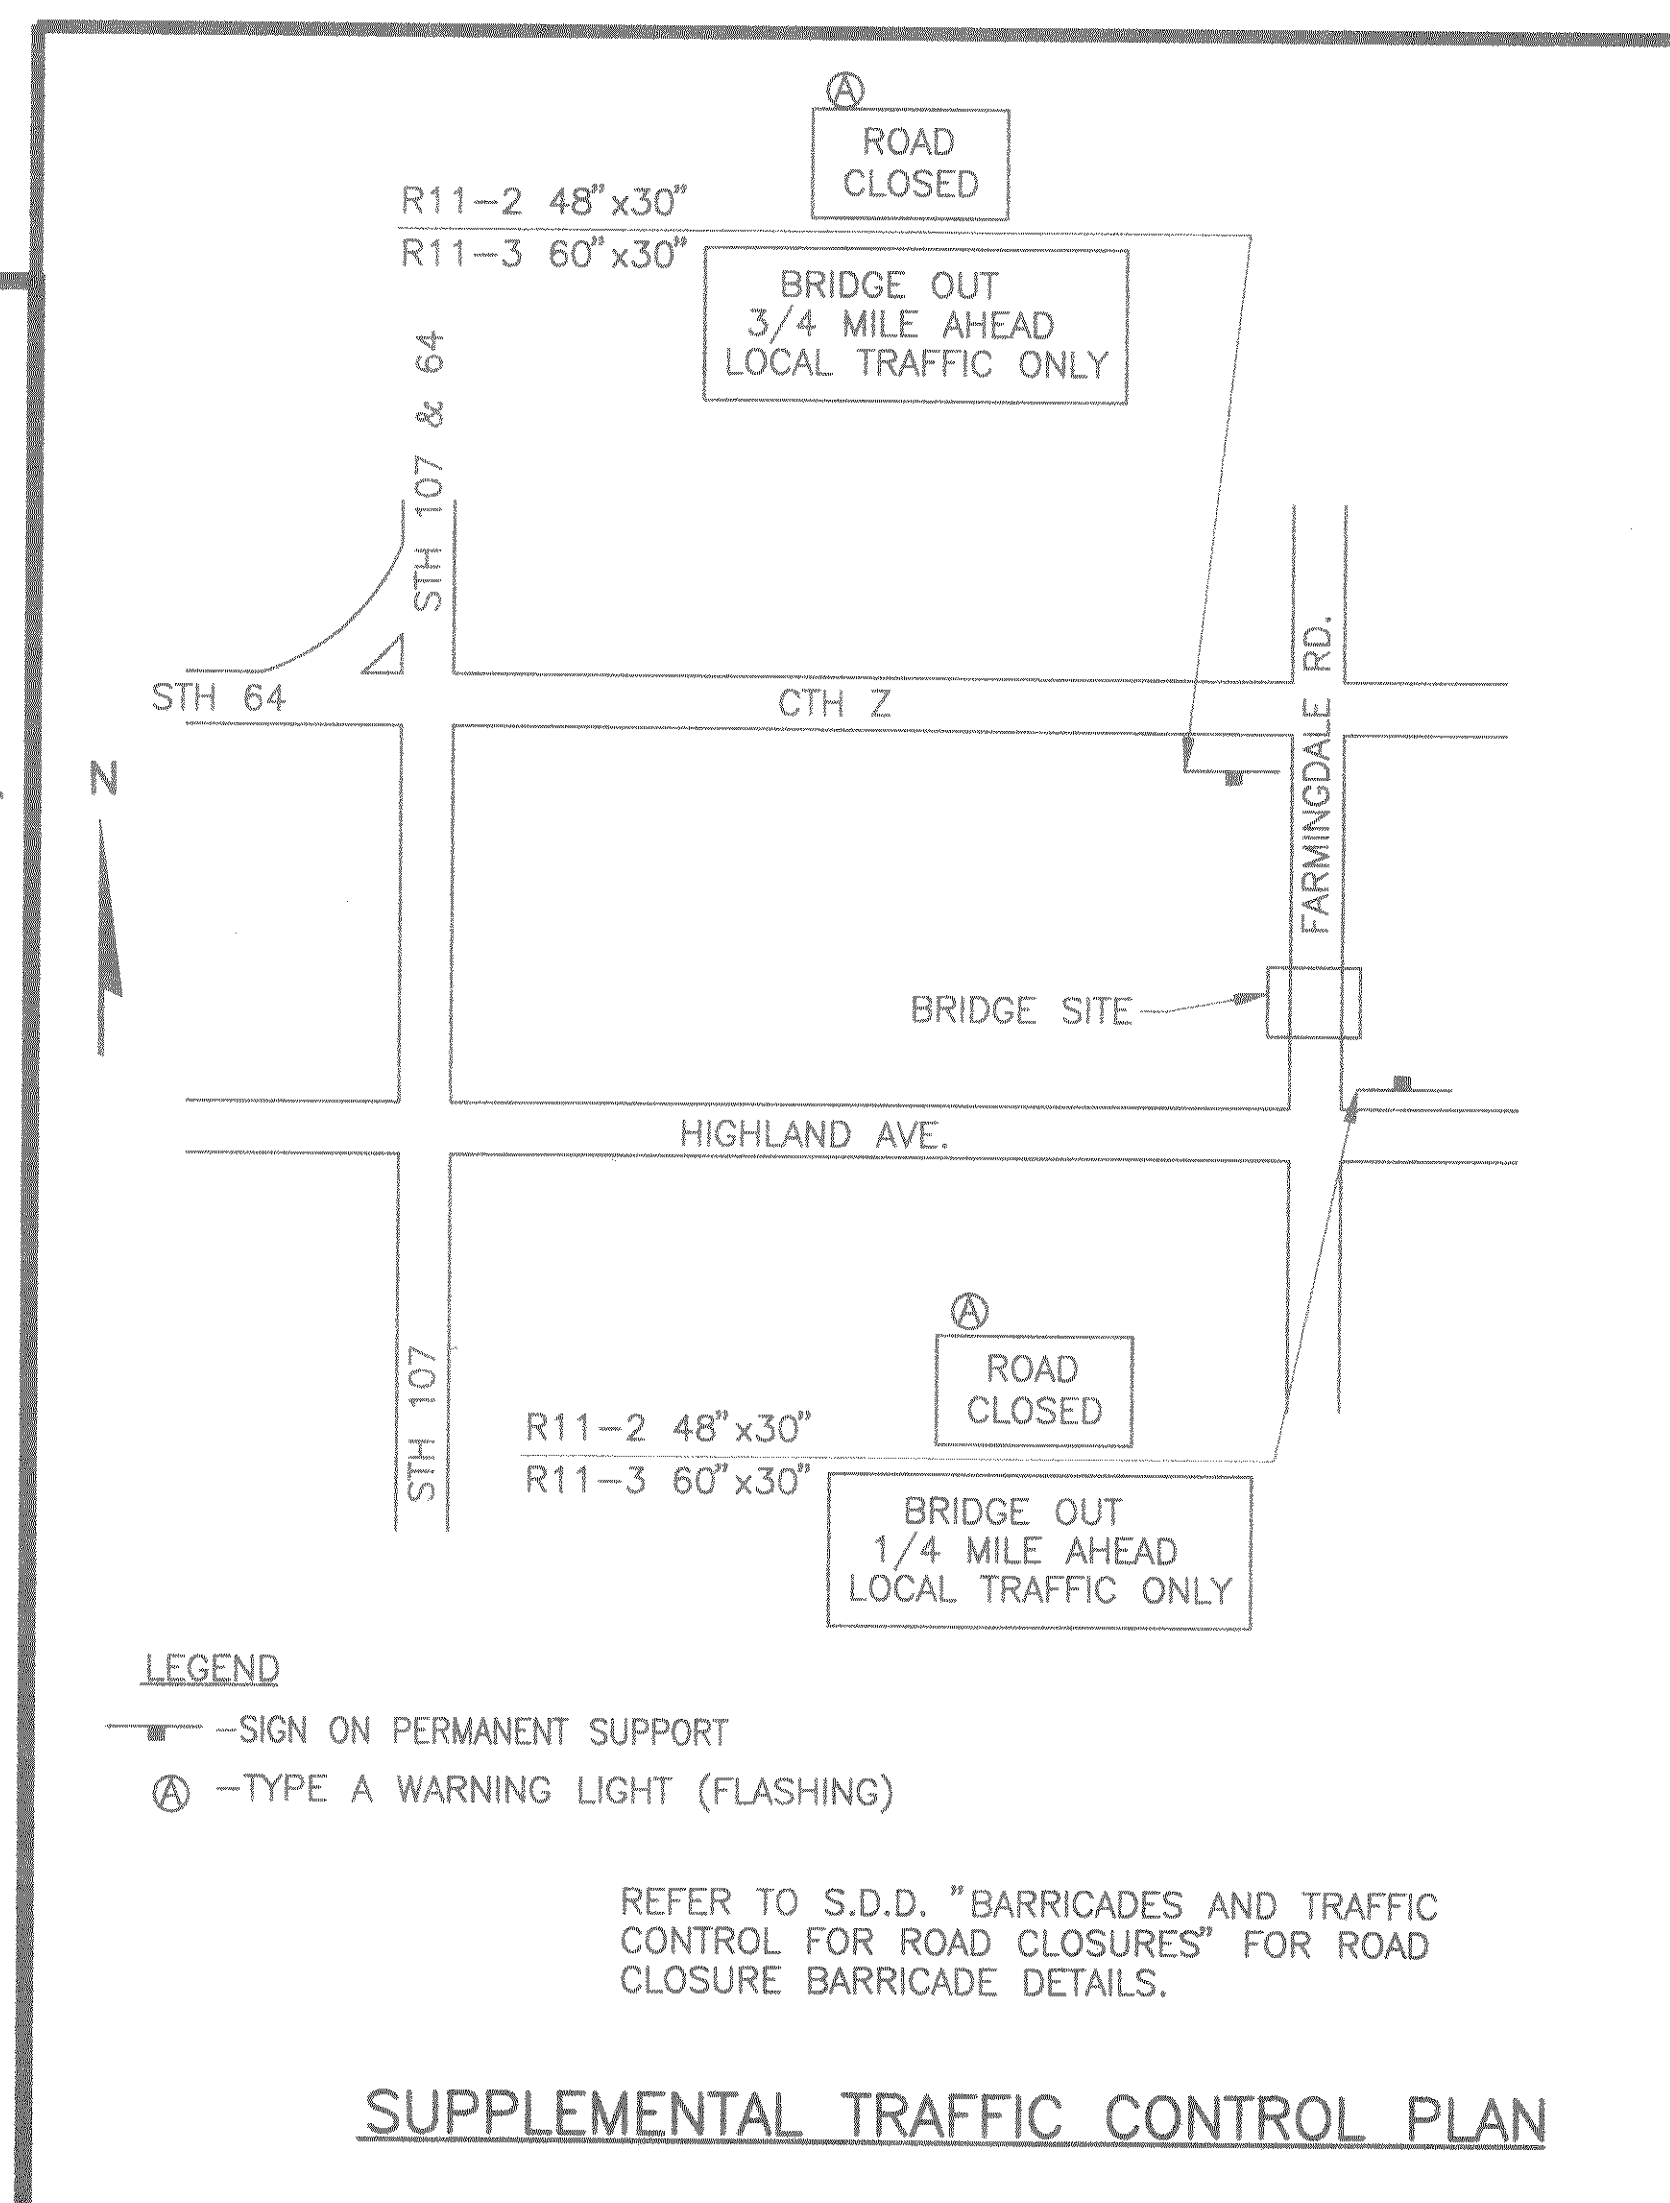 A
ROAD
CLOSED
R11-2 48"x30"
R11-3 60"x30"
BRIDGE OUT
3/4 MILE AHEAD
LOCAL TRAFFIC ONLY
STH 107 & 64
STH 64
CTH Z
FARMINGDALE RD.
N
BRIDGE SITE
HIGHLAND AVE.
STH 107
A
ROAD
CLOSED
R11-2 48"x30"
R11-3 60"x30"
BRIDGE OUT
1/4 MILE AHEAD
LOCAL TRAFFIC ONLY
LEGEND
-SIGN ON PERMANENT SUPPORT
A -TYPE A WARNING LIGHT (FLASHING)
REFER TO S.D.D. "BARRICADES AND TRAFFIC
CONTROL FOR ROAD CLOSURES" FOR ROAD
CLOSURE BARRICADE DETAILS.
SUPPLEMENTAL TRAFFIC CONTROL PLAN